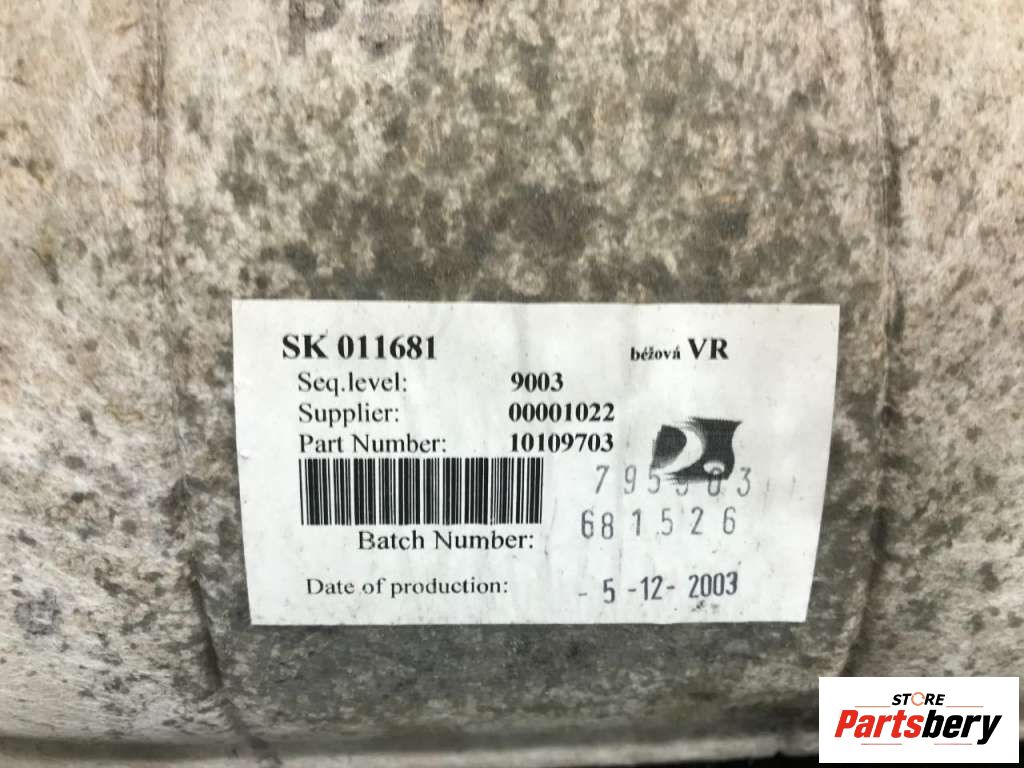 SK 011681 béžová VR
Seq.level: 9003
Supplier: 00001022
Part Number: 10109703
681526
Batch Number:
Date of production: - 5 -12- 2003
STORE
Partsbery